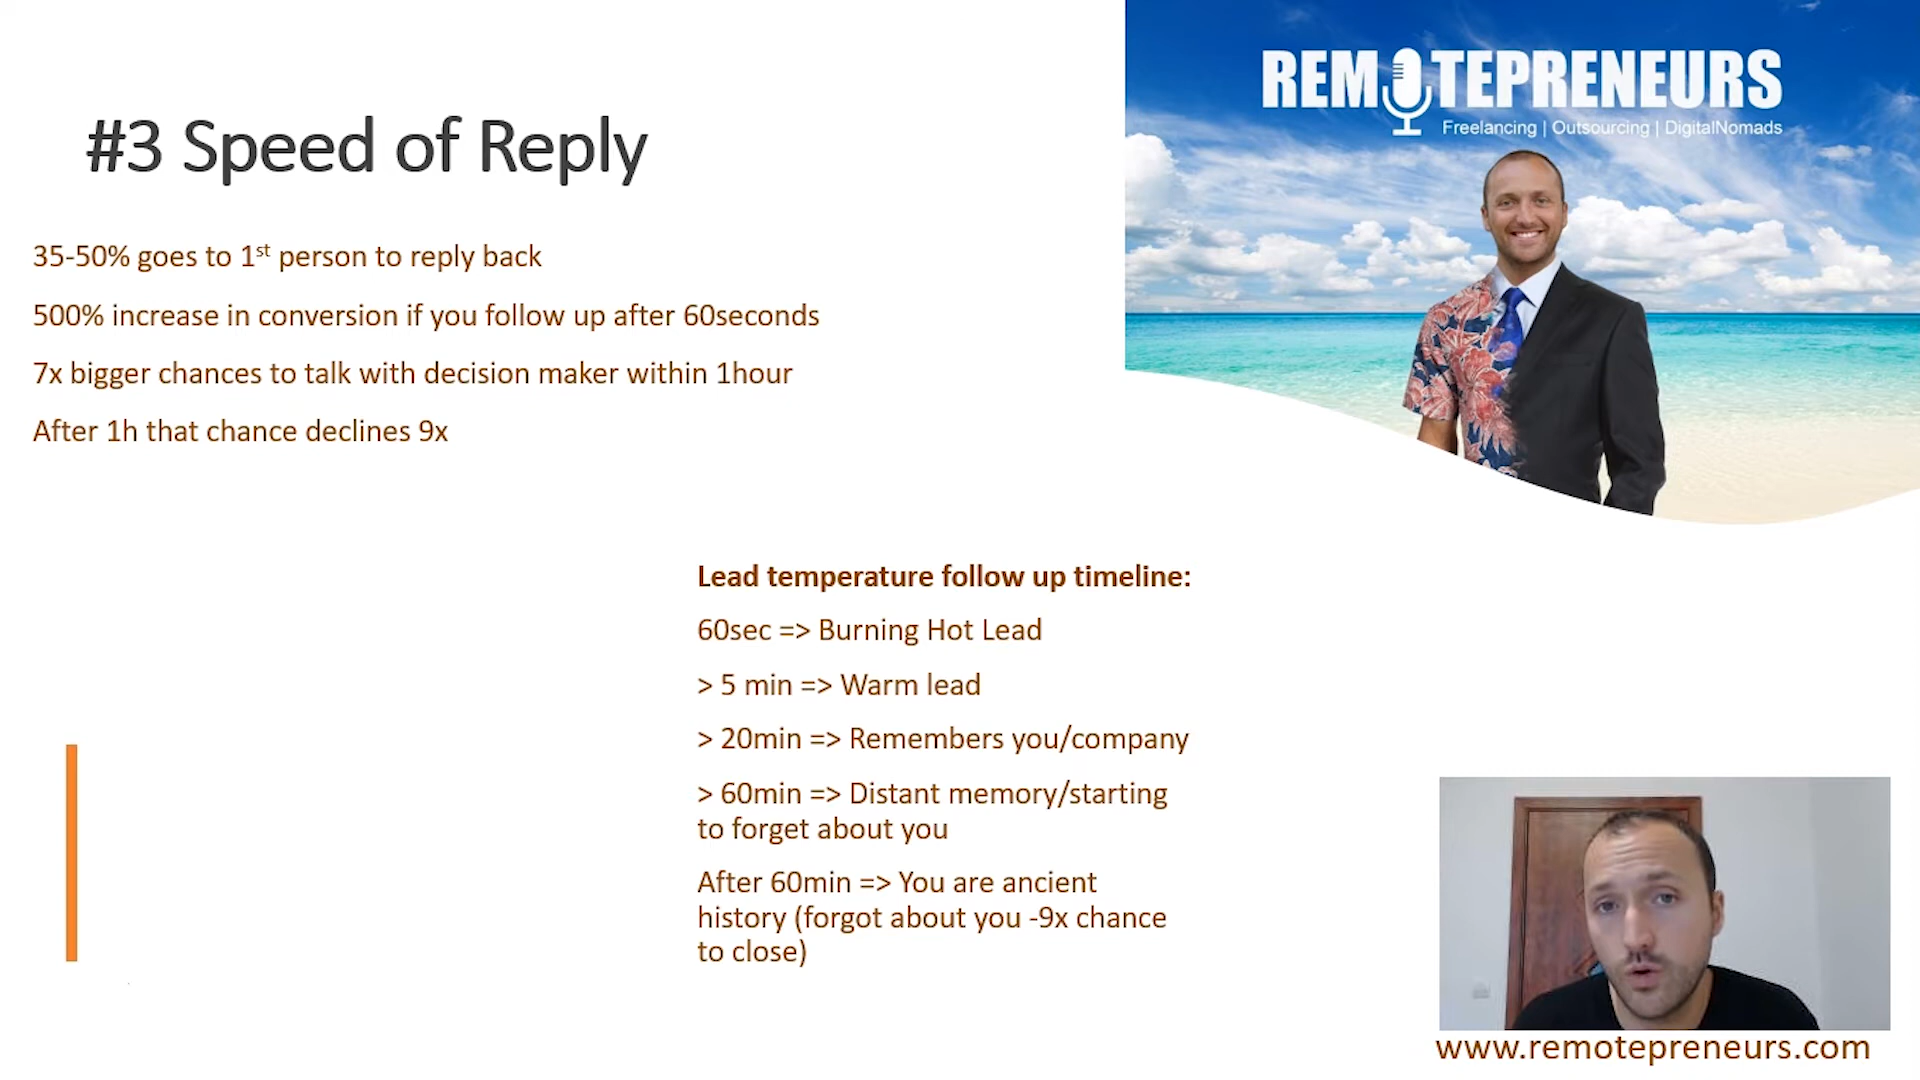 #3 Speed of Reply
35-50% goes to 1st person to reply back
500% increase in conversion if you follow up after 60seconds
7x bigger chances to talk with decision maker within 1hour
After 1h that chance declines 9x
REMOTEPRENEURS
Freelancing | Outsourcing | DigitalNomads
Lead temperature follow up timeline:
60sec => Burning Hot Lead
> 5 min => Warm lead
> 20min => Remembers you/company
> 60min => Distant memory/starting
to forget about you
After 60min => You are ancient
history (forgot about you -9x chance
to close)
www.remotepreneurs.com